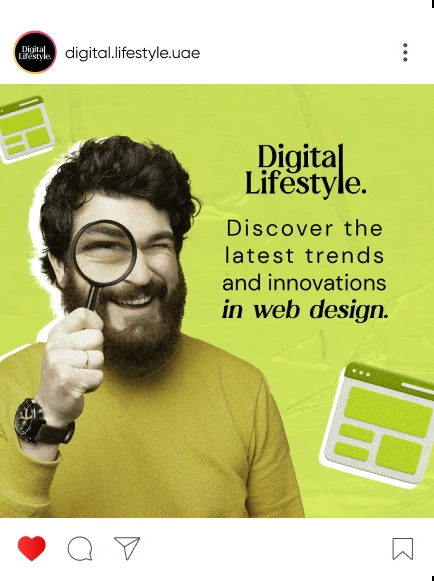 Digital
Lifestyle.
digital.lifestyle.uae
Digital
Lifestyle.
Discover the
latest trends
and innovations
in web design.